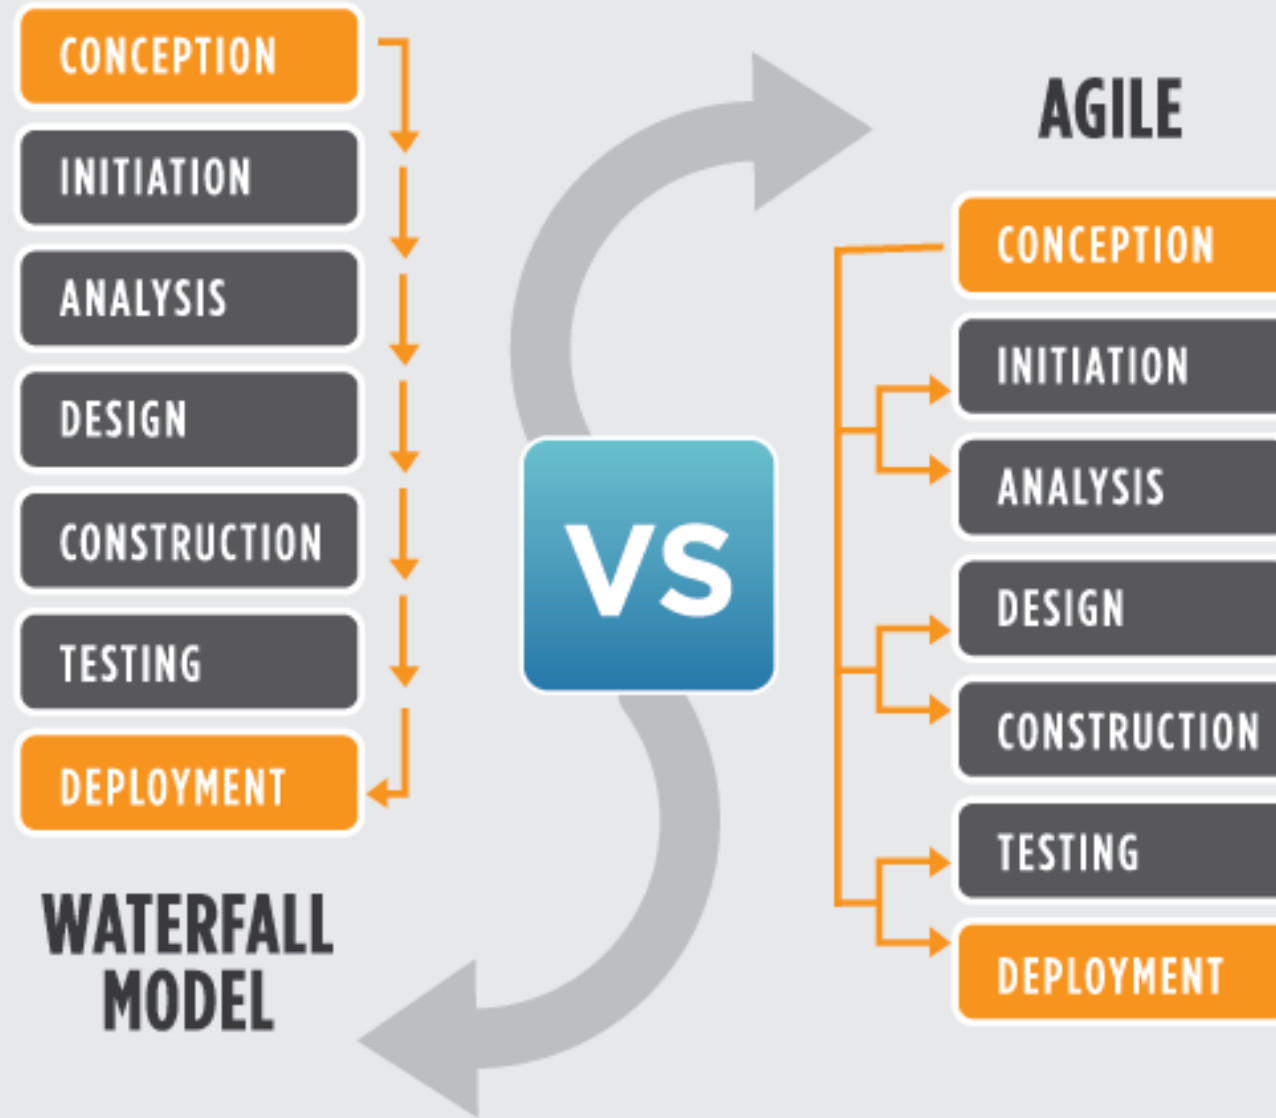 CONCEPTION
INITIATION
ANALYSIS
DESIGN
CONSTRUCTION
TESTING
DEPLOYMENT
WATERFALL
MODEL
VS
AGILE
CONCEPTION
INITIATION
ANALYSIS
DESIGN
CONSTRUCTION
TESTING
DEPLOYMENT